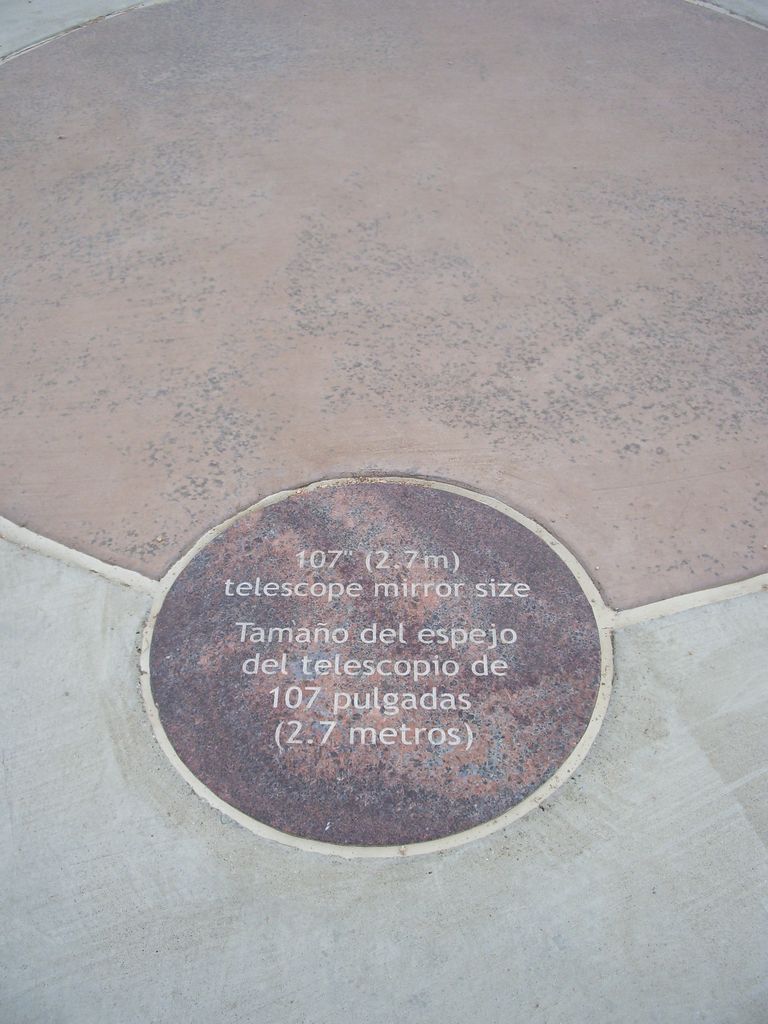 107" (2.7m)
telescope mirror size
Tamaño del espejo
del telescopio de
107 pulgadas
(2.7 metros)